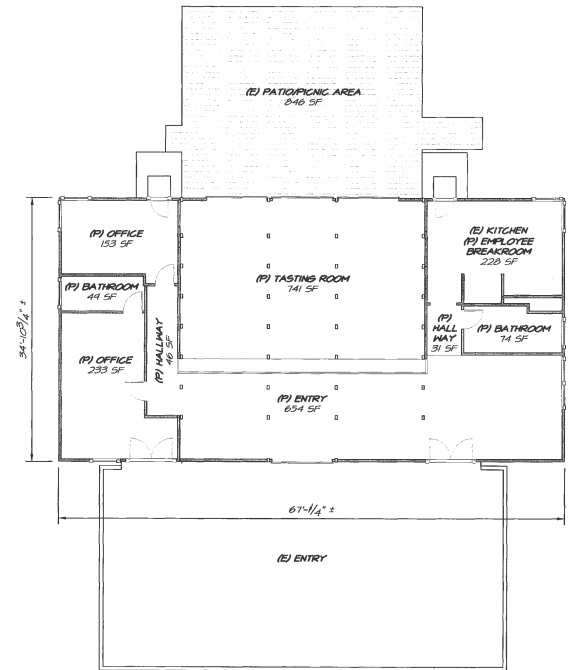 (E) PATIO/PICNIC AREA
846 SF
(P) OFFICE
153 SF
(E) KITCHEN
(P) EMPLOYEE
BREAKROOM
228 SF
(P) BATHROOM
49 SF
(P) TASTING ROOM
741 SF
34'-10 3/4" ±
(P) HALLWAY
46 SF
(P)
HALL
WAY
31 SF
(P) BATHROOM
74 SF
(P) OFFICE
233 SF
(P) ENTRY
654 SF
67'-1/4" ±
(E) ENTRY